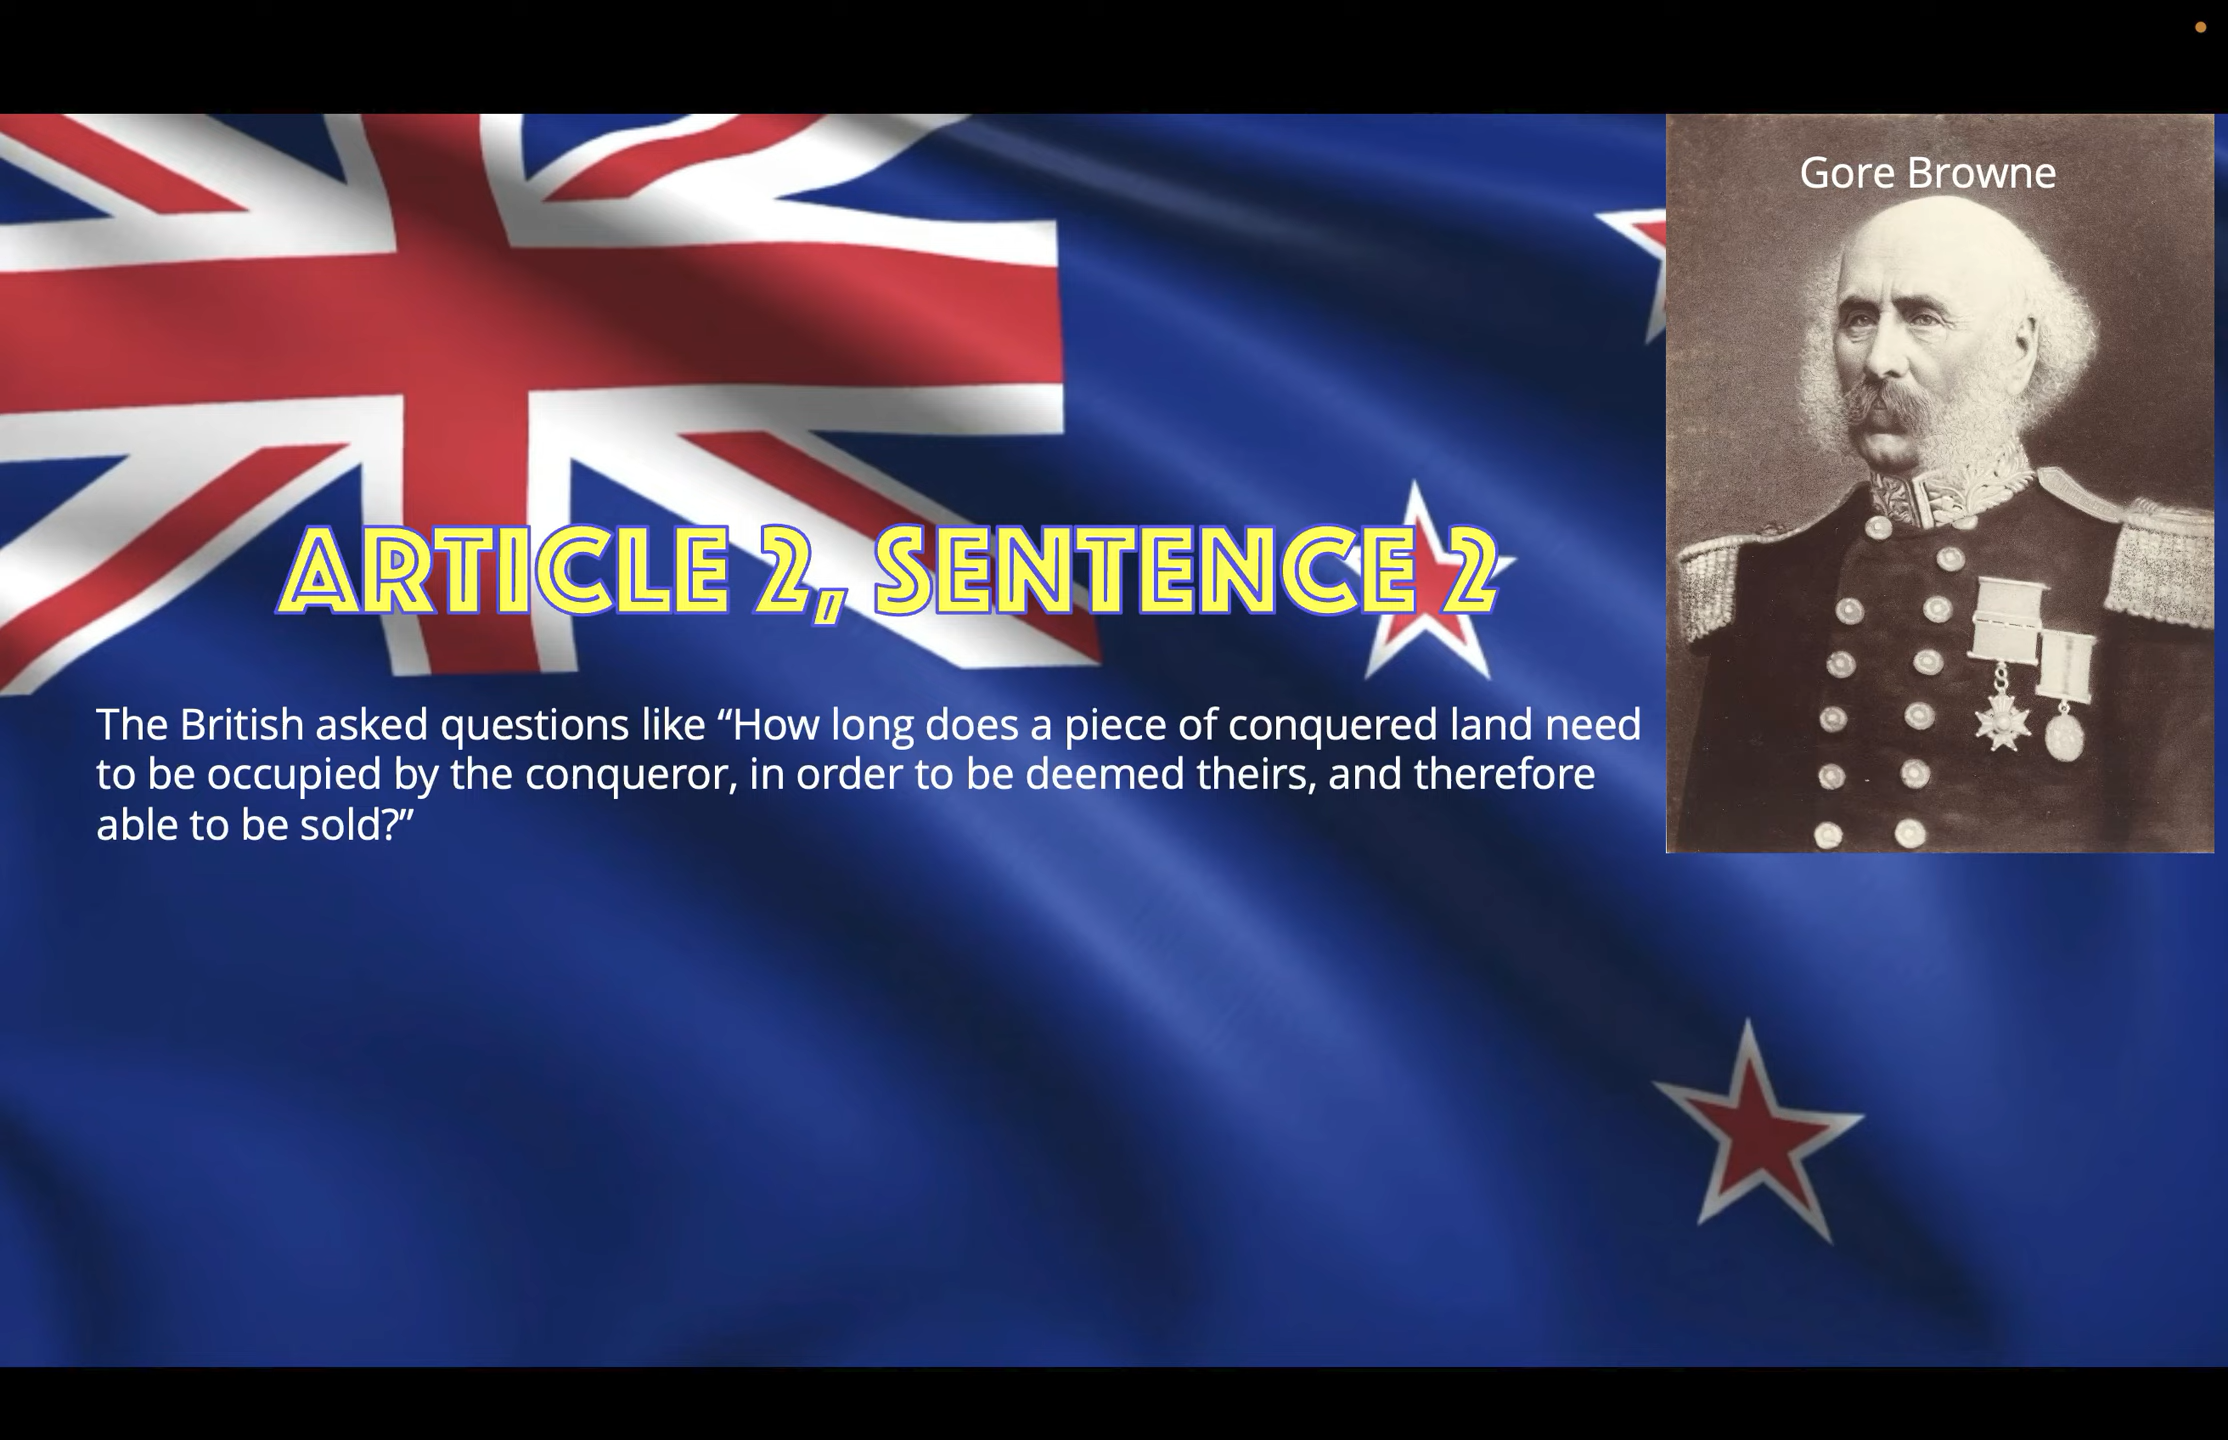 Gore Browne
ARTICLE 2, SENTENCE 2
The British asked questions like “How long does a piece of conquered land need
to be occupied by the conqueror, in order to be deemed theirs, and therefore
able to be sold?”